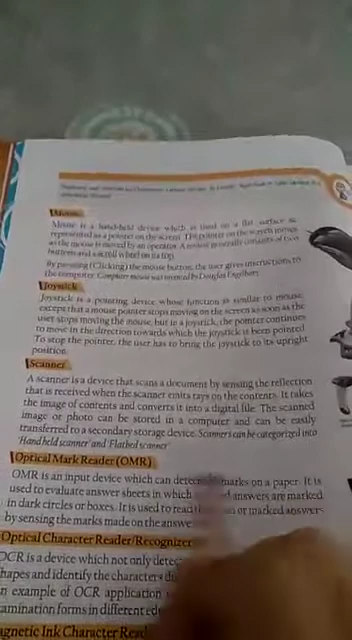 Mouse
Mouse is a hand-held device which is used on a flat surface &
represented as a pointer on the screen. The pointer on the screen moves
as the mouse is moved by an operator. A mouse generally consists of two
buttons and a scroll wheel on its top.
By pressing (Clicking) the mouse button, the user gives instructions to
the computer. Computer mouse was invented by Douglas Engelbart.
Joystick
Joystick is a pointing device whose function is similar to mouse
except that a mouse pointer stops moving on the screen as soon as the
user stops moving the mouse, but in a joystick, the pointer continues
to move in the direction towards which the joystick is been pointed
To stop the pointer, the user has to bring the joystick to its upright
position.
Scanner
A scanner is a device that scans a document by sensing the reflection
that is received when the scanner emits rays on the contents. It takes
the image of contents and converts it into a digital file. The scanned
image or photo can be stored in a computer and can be easily
transferred to a secondary storage device. Scanners can be categorized into
'Hand held scanner' and 'Flatbed scanner'
Optical Mark Reader (OMR)
OMR is an input device which can detect marks on a paper. It is
used to evaluate answer sheets in which answers are marked
in dark circles or boxes. It is used to read or marked answers
by sensing the marks made on the answer
Optical Character Reader/Recognizer
OCR is a device which not only detec
hapes and identify the characters
n example of OCR application
amination forms in different
agnetic Ink Character Read